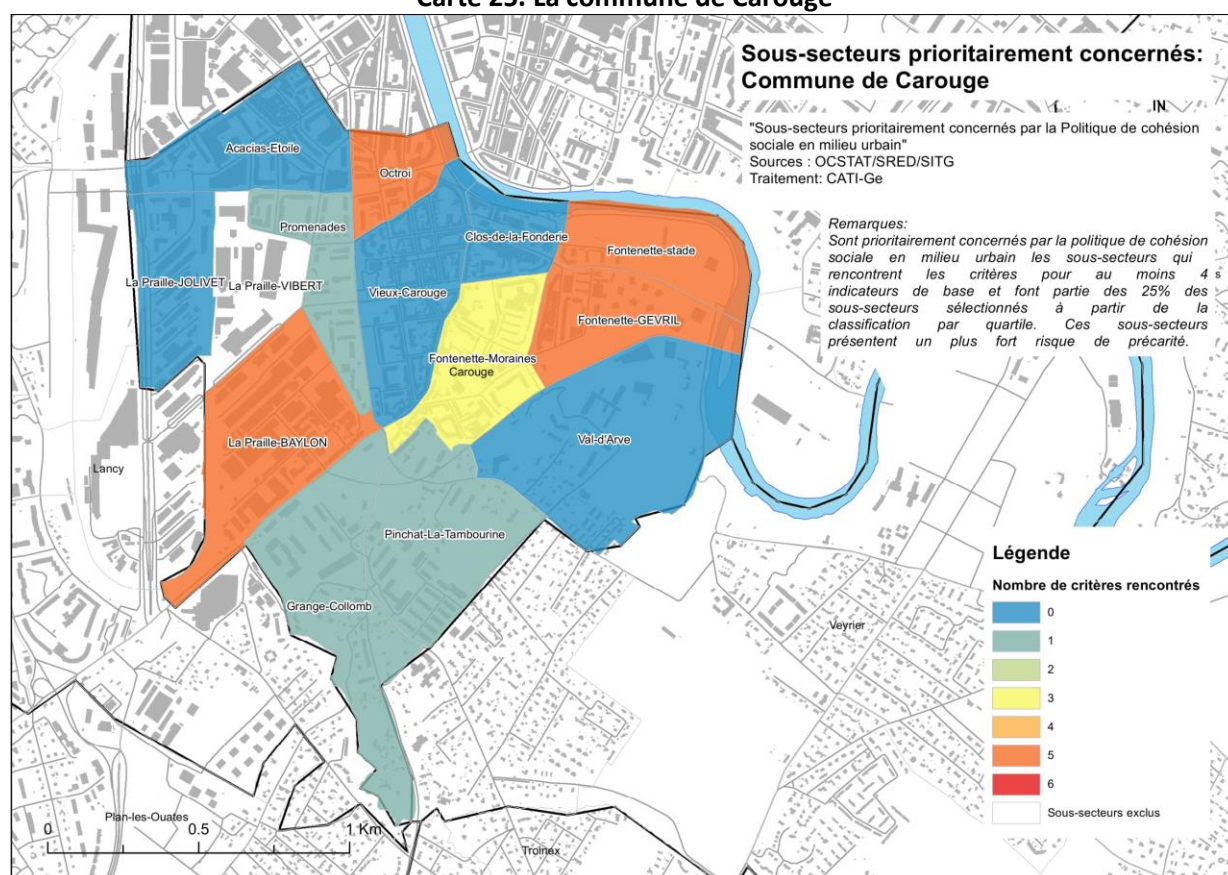 Carte 25: La commune de Carouge
Sous-secteurs prioritairement concernés:
Commune de Carouge
IN
"Sous-secteurs prioritairement concernés par la Politique de cohésion
sociale en milieu urbain"
Sources : OCSTAT/SRED/SITG
Traitement: CATI-Ge
Remarques:
Sont prioritairement concernés par la politique de cohésion
sociale en milieu urbain les sous-secteurs qui
rencontrent les critères pour au moins 4
indicateurs de base et font partie des 25% des
sous-secteurs sélectionnés à partir de la
classification par quartile. Ces sous-secteurs
présentent un plus fort risque de précarité.
Acacias-Etoile
Octroi
Promenades
Clos-de-la-Fonderie
Fontenette-stade
La Praille-JOLIVET
La Praille-VIBERT
Vieux-Carouge
Fontenette-GEVRIL
Fontenette-Moraines
Carouge
La Praille-BAYLON
Val-d'Arve
Lancy
Pinchat-La-Tambourine
Grange-Collomb
Veyrier
Légende
Nombre de critères rencontrés
0
1
2
3
4
5
6
Sous-secteurs exclus
Plan-les-Ouates
0 0.5 1 Km
Troinex